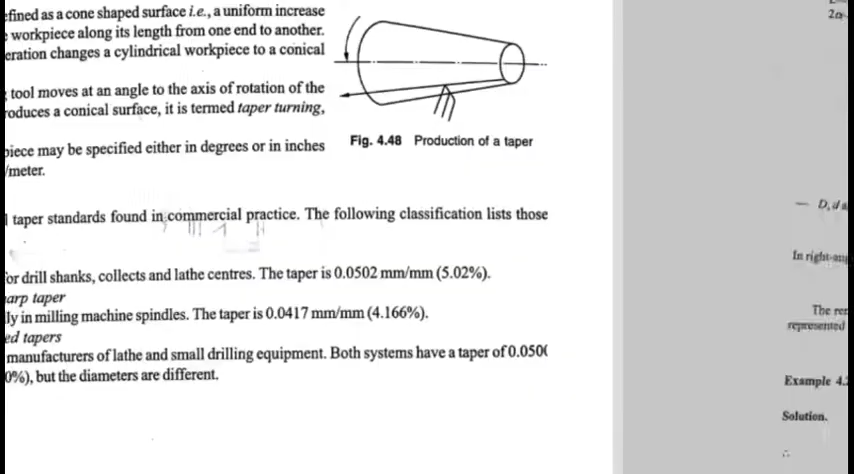 fined as a cone shaped surface i.e., a uniform increase
workpiece along its length from one end to another.
eration changes a cylindrical workpiece to a conical
tool moves at an angle to the axis of rotation of the
roduces a conical surface, it is termed taper turning,
piece may be specified either in degrees or in inches
/meter.
Fig. 4.48 Production of a taper
l taper standards found in commercial practice. The following classification lists those
or drill shanks, collects and lathe centres. The taper is 0.0502 mm/mm (5.02%).
arp taper
ly in milling machine spindles. The taper is 0.0417 mm/mm (4.166%).
ed tapers
manufacturers of lathe and small drilling equipment. Both systems have a taper of 0.050
0%), but the diameters are different.
2α
— D, d
In right-ang
The
represented
Example 4.
Solution.
∴